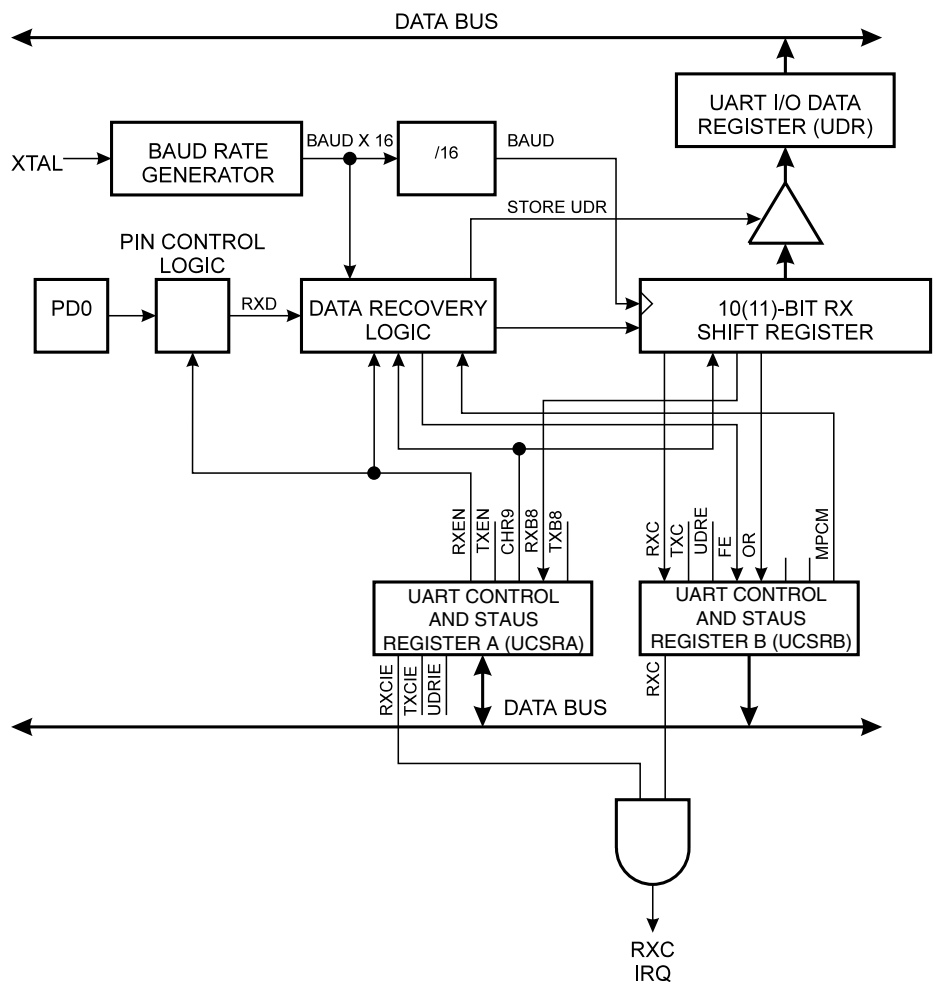 DATA BUS
UART I/O DATA
REGISTER (UDR)
XTAL
BAUD RATE
GENERATOR
BAUD X 16
/16
BAUD
STORE UDR
PIN CONTROL
LOGIC
PD0
RXD
DATA RECOVERY
LOGIC
10(11)-BIT RX
SHIFT REGISTER
RXEN
TXEN
CHR9
RXB8
TXB8
RXC
TXC
UDRE
FE
OR
MPCM
UART CONTROL
AND STAUS
REGISTER A (UCSRA)
UART CONTROL
AND STAUS
REGISTER B (UCSRB)
RXCIE
TXCIE
UDRIE
RXC
DATA BUS
RXC
IRQ